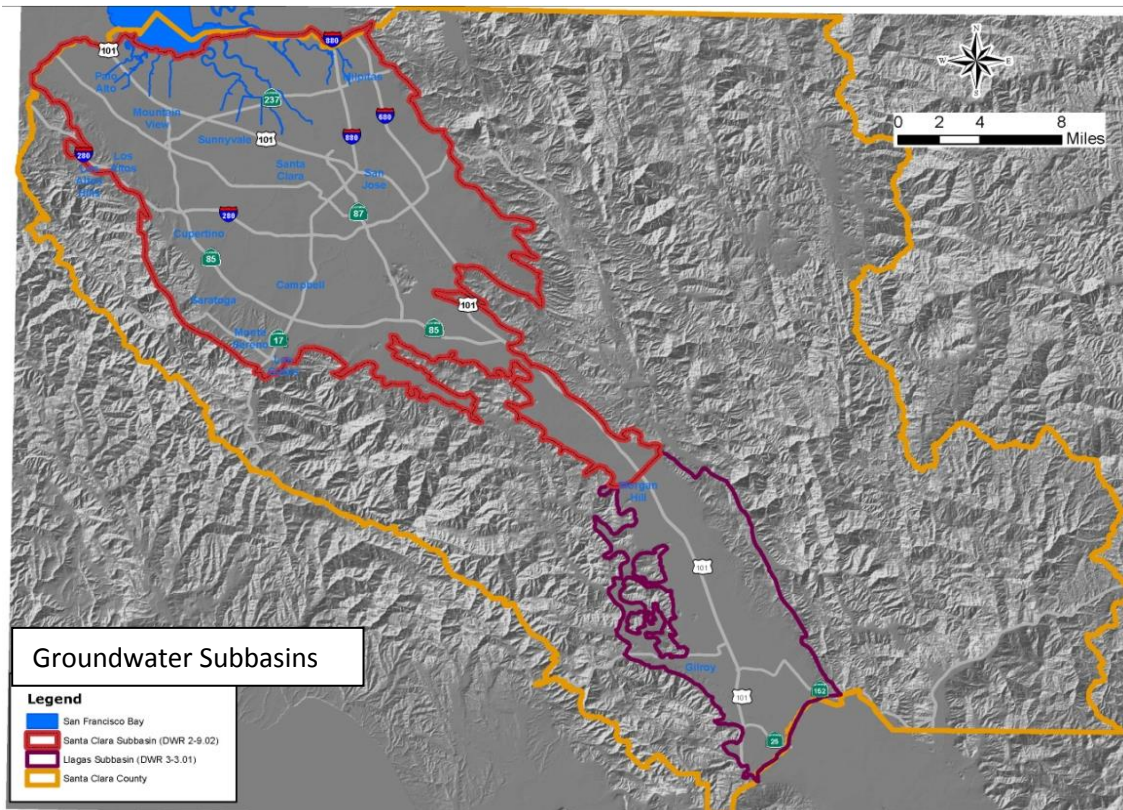 101
880
N
W
E
S
Palo
Alto
Milpitas
237
680
0 2 4 8
Miles
Mountain
View
Sunnyvale
101
880
Los
Altos
280
Santa
Clara
San
Jose
280
87
Cupertino
85
Saratoga
Campbell
101
85
Monte
Sereno
17
Morgan
Hill
101
Gilroy
152
101
25
Groundwater Subbasins
Legend
San Francisco Bay
Santa Clara Subbasin (DWR 2-9.02)
Llagas Subbasin (DWR 3-3.01)
Santa Clara County